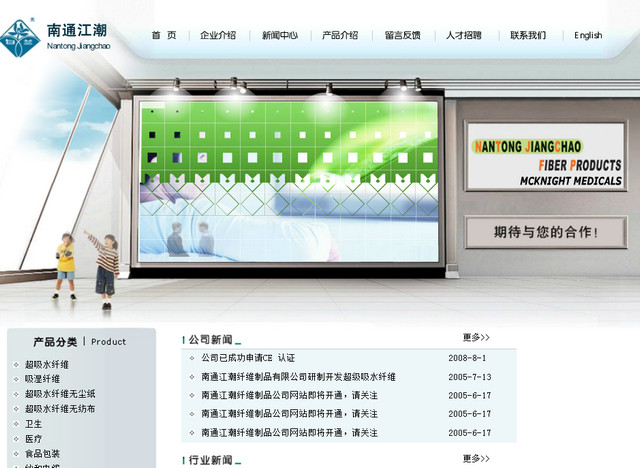 南通江潮
Nantong Jiangchao
首 页
企业介绍
新闻中心
产品介绍
留言反馈
人才招聘
联系我们
English
NANTONG JIANGCHAO
FIBER PRODUCTS
MCKNIGHT MEDICALS
期待与您的合作!
产品分类 | Product
超吸水纤维
吸湿纤维
超吸水纤维无尘纸
超吸水纤维无纺布
卫生
医疗
食品包装
公司新闻
更多>>
公司已成功申请CE 认证 2008-8-1
南通江潮纤维制品有限公司研制开发超级吸水纤维 2005-7-13
南通江潮纤维制品公司网站即将开通，请关注 2005-6-17
南通江潮纤维制品公司网站即将开通，请关注 2005-6-17
南通江潮纤维制品公司网站即将开通，请关注 2005-6-17
行业新闻
更多>>